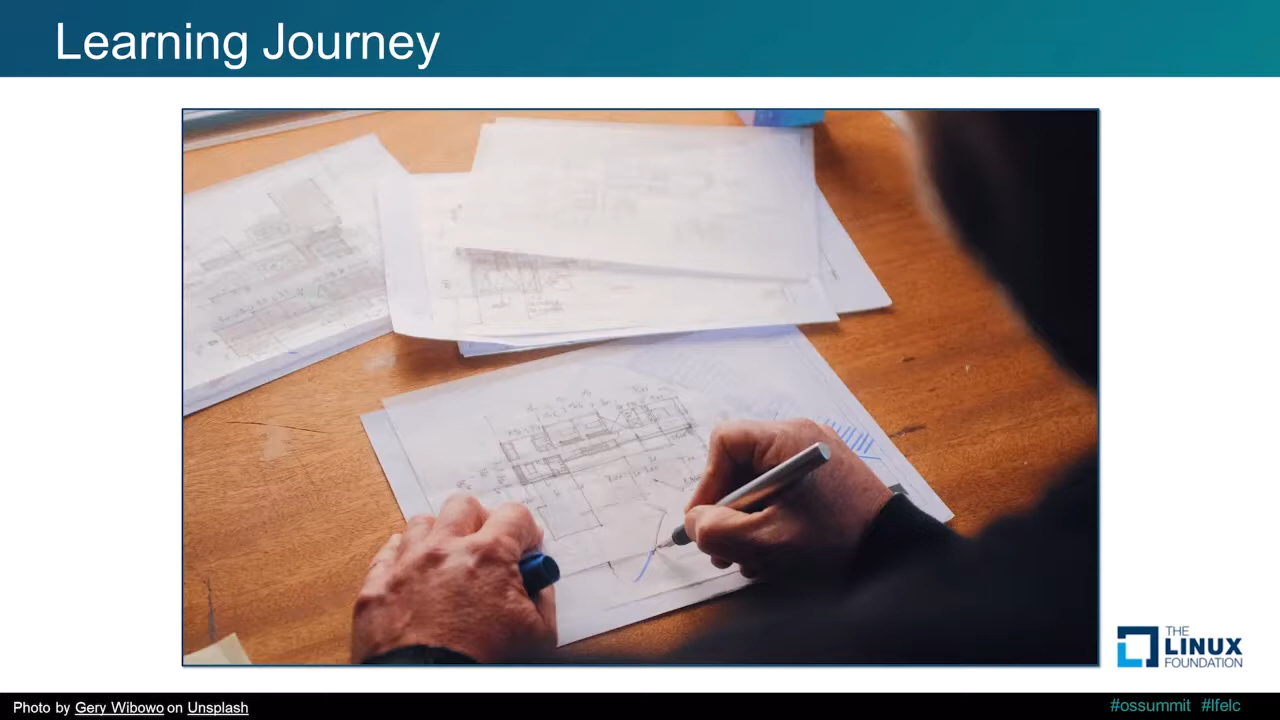 Learning Journey
THE
LINUX
FOUNDATION
Photo by Gery Wibowo on Unsplash
#ossummit #lfelc